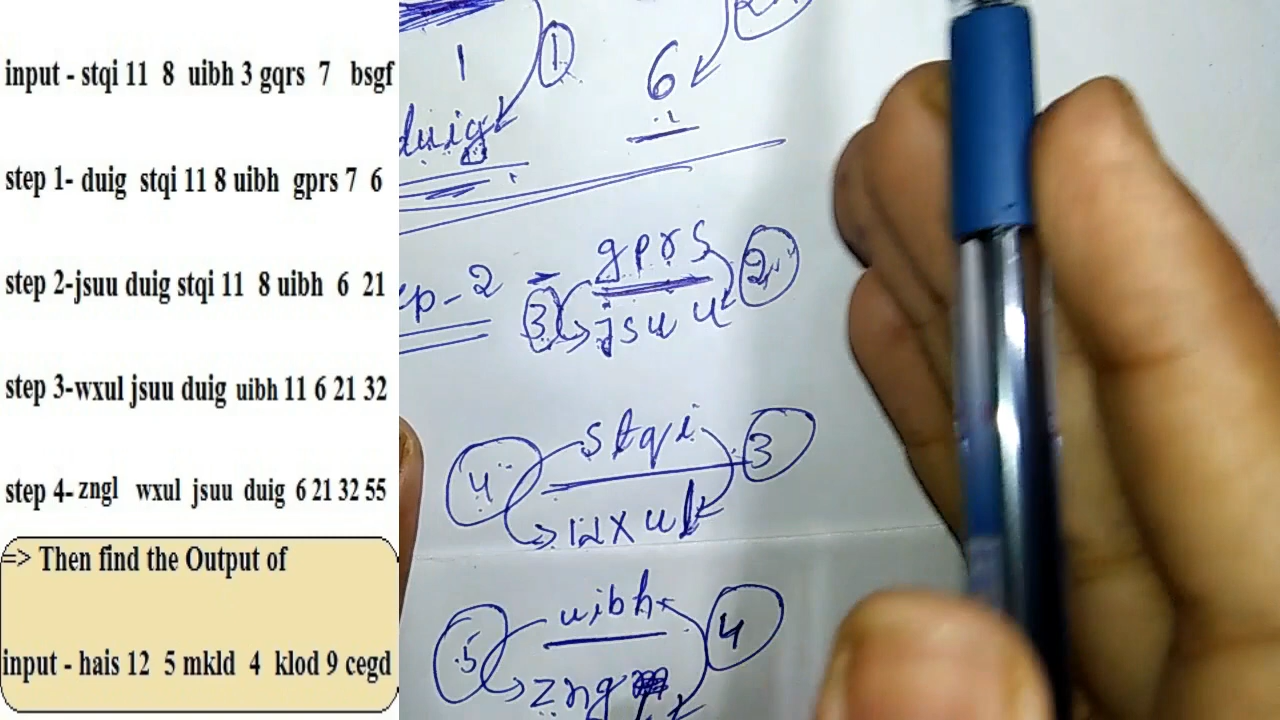 input - stqi 11 8 uibh 3 gqrs 7 bsgf
step 1- duig stqi 11 8 uibh gprs 7 6
step 2-jsuu duig stqi 11 8 uibh 6 21
step 3-wxul jsuu duig uibh 11 6 21 32
step 4- zngl wxul jsuu duig 6 21 32 55
=> Then find the Output of
input - hais 12 5 mkld 4 klod 9 cegd
1 1
6
duig
ep-2 gprs 2
3 jsuu
stqi 3
4 wxul
uibh 4
5 zng